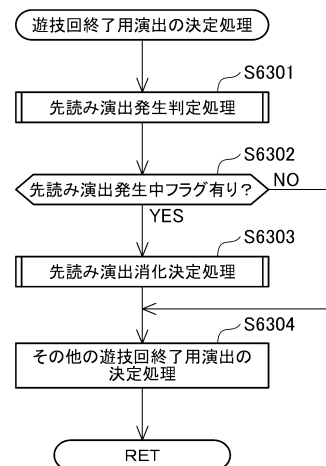 遊技回終了用演出の決定処理
S6301
先読み演出発生判定処理
S6302
先読み演出発生中フラグ有り?
NO
YES
S6303
先読み演出消化決定処理
S6304
その他の遊技回終了用演出の
決定処理
RET